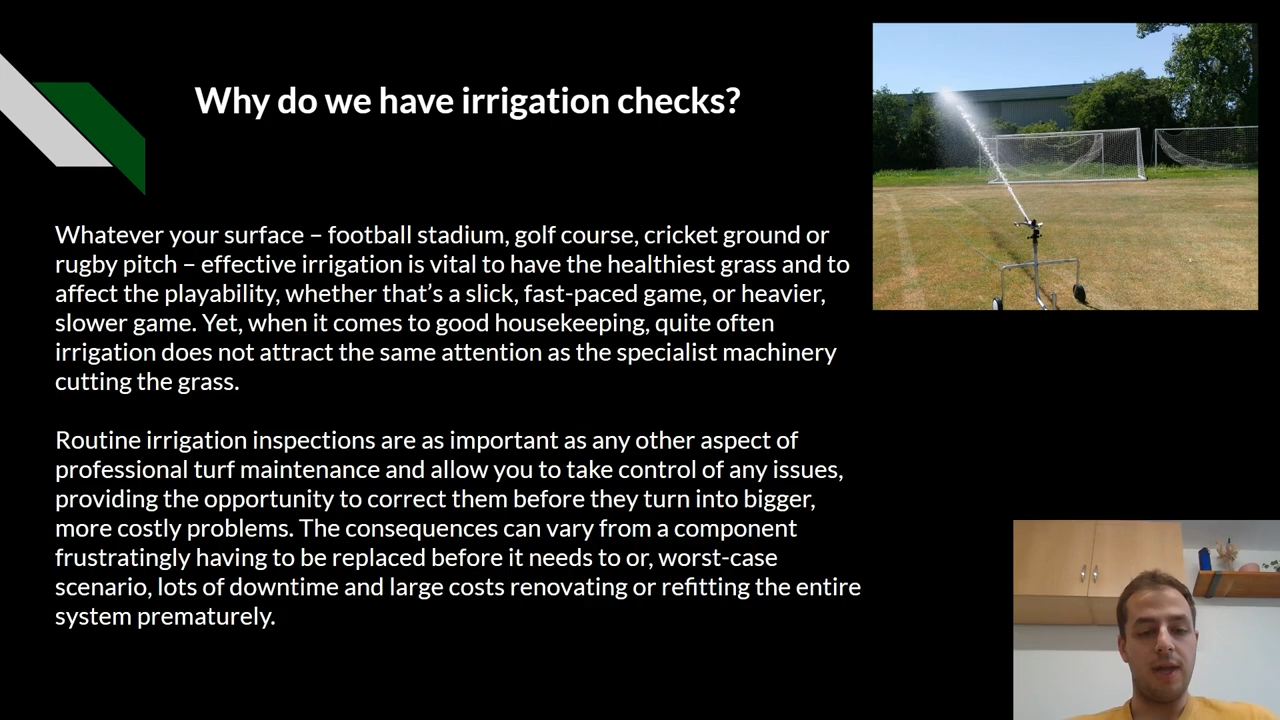 Why do we have irrigation checks?
Whatever your surface – football stadium, golf course, cricket ground or
rugby pitch – effective irrigation is vital to have the healthiest grass and to
affect the playability, whether that’s a slick, fast-paced game, or heavier,
slower game. Yet, when it comes to good housekeeping, quite often
irrigation does not attract the same attention as the specialist machinery
cutting the grass.
Routine irrigation inspections are as important as any other aspect of
professional turf maintenance and allow you to take control of any issues,
providing the opportunity to correct them before they turn into bigger,
more costly problems. The consequences can vary from a component
frustratingly having to be replaced before it needs to or, worst-case
scenario, lots of downtime and large costs renovating or refitting the entire
system prematurely.